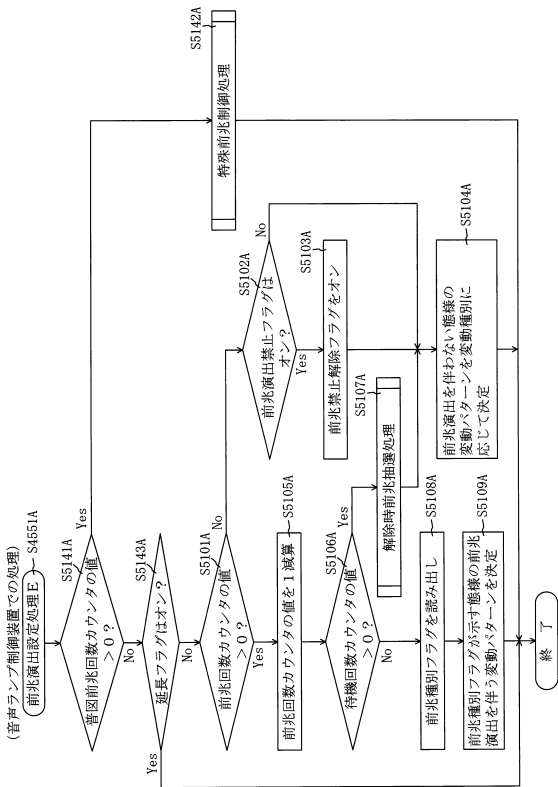 (音声ランプ制御装置での処理)
前兆演出設定処理E
S4551A
S5141A
普図前兆回数カウンタの値
>0?
Yes
No
S5142A
特殊前兆制御処理
S5143A
延長フラグはオン?
Yes
No
S5101A
前兆回数カウンタの値
>0?
No
Yes
S5102A
前兆演出禁止フラグは
オン?
No
Yes
S5103A
前兆禁止解除フラグをオン
S5105A
前兆回数カウンタの値を1減算
S5106A
待機回数カウンタの値
>0?
Yes
No
S5107A
解除時前兆抽選処理
S5104A
前兆演出を伴わない態様の
変動パターンを変動種別に
応じて決定
S5108A
前兆種別フラグを読み出し
S5109A
前兆種別フラグが示す態様の前兆
演出を伴う変動パターンを決定
終了